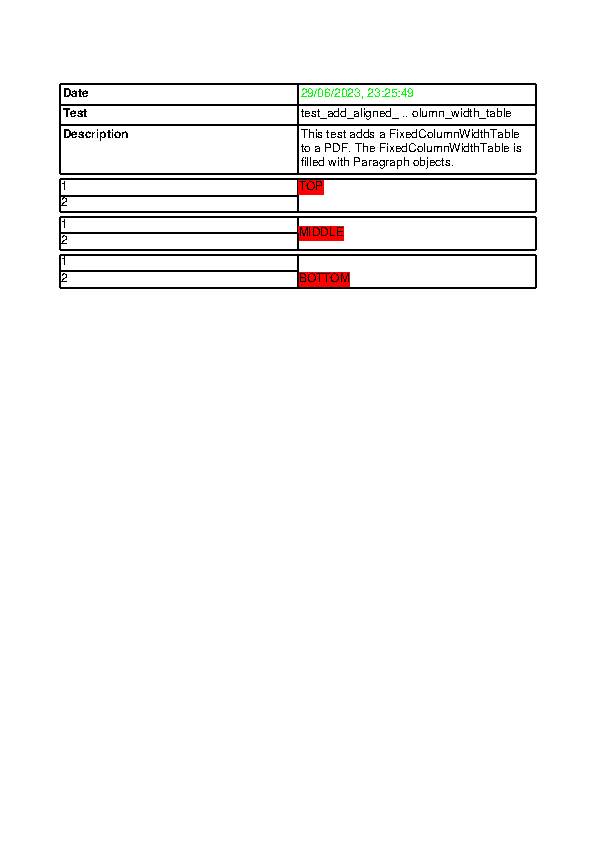 Date 29/06/2023, 23:25:49
Test test_add_aligned_ .. olumn_width_table
Description This test adds a FixedColumnWidthTable
to a PDF. The FixedColumnWidthTable is
filled with Paragraph objects.
1 TOP
2
1
MIDDLE
2
1
2 BOTTOM